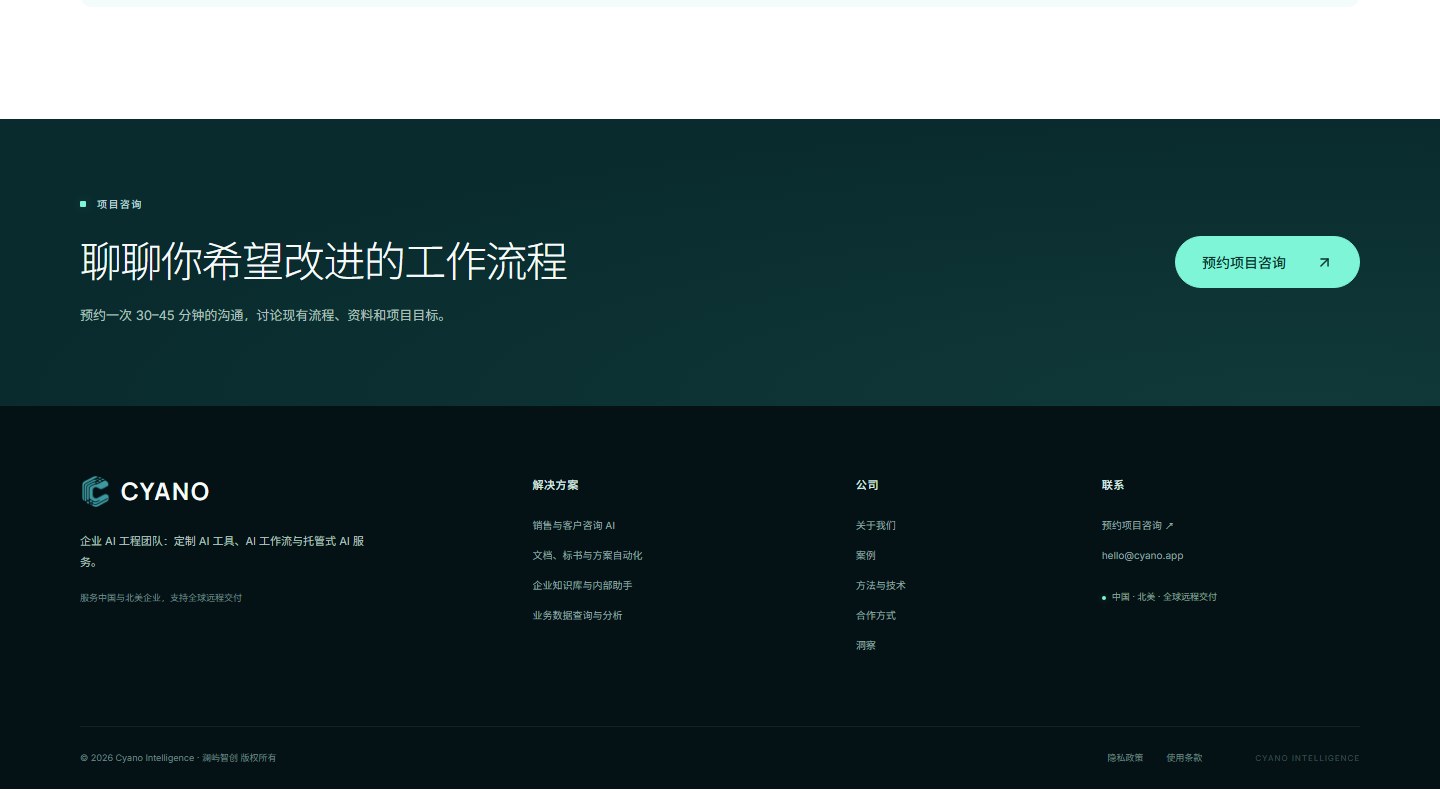 项目咨询
聊聊你希望改进的工作流程
预约一次 30–45 分钟的沟通，讨论现有流程、资料和项目目标。
预约项目咨询
CYANO
企业 AI 工程团队：定制 AI 工具、AI 工作流与托管式 AI 服
务。
服务中国与北美企业，支持全球远程交付
解决方案
销售与客户咨询 AI
文档、标书与方案自动化
企业知识库与内部助手
业务数据查询与分析
公司
关于我们
案例
方法与技术
合作方式
洞察
联系
预约项目咨询 ↗
hello@cyano.app
中国 · 北美 · 全球远程交付
© 2026 Cyano Intelligence · 澜屿智创 版权所有
隐私政策
使用条款
CYANO INTELLIGENCE